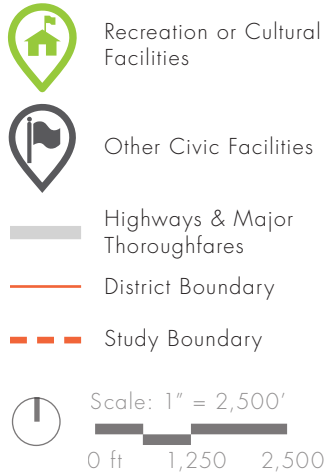 Recreation or Cultural
Facilities
Other Civic Facilities
Highways & Major
Thoroughfares
District Boundary
Study Boundary
Scale: 1” = 2,500’
0 ft 1,250 2,500